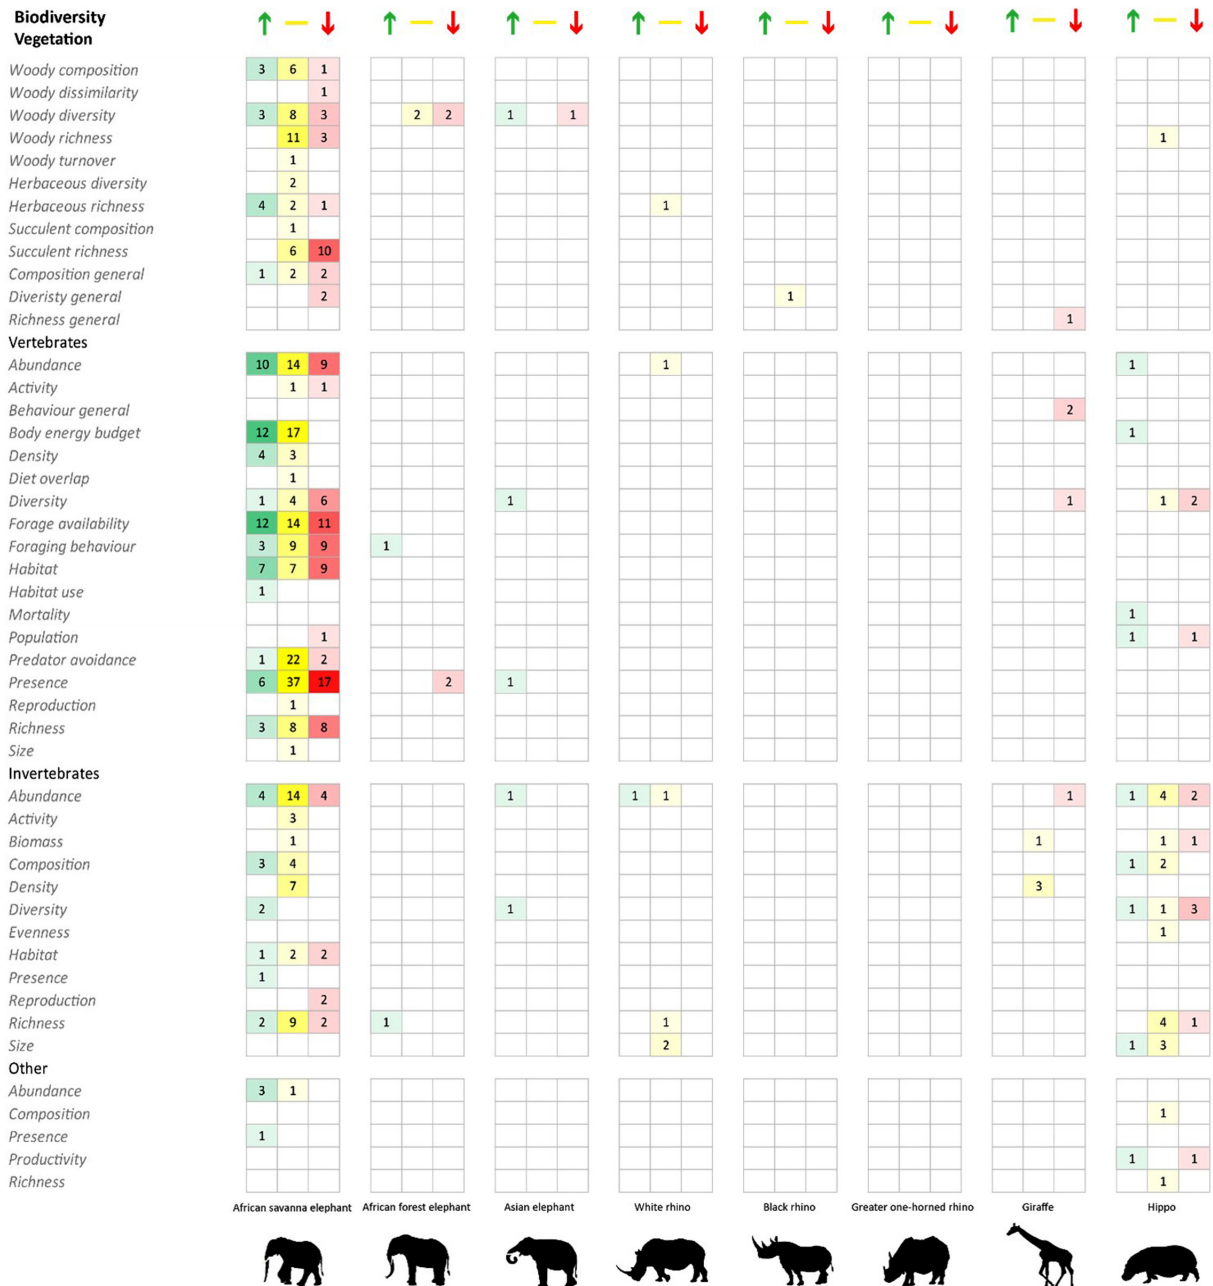 Biodiversity
Vegetation
Woody composition 3 6 1
Woody dissimilarity 1
Woody diversity 3 8 3 2 2 1 1
Woody richness 11 3 1
Woody turnover 1
Herbaceous diversity 2
Herbaceous richness 4 2 1 1
Succulent composition 1
Succulent richness 6 10
Composition general 1 2 2
Diveristy general 2 1
Richness general 1
Vertebrates
Abundance 10 14 9 1 1
Activity 1 1
Behaviour general 2
Body energy budget 12 17 1
Density 4 3
Diet overlap 1
Diversity 1 4 6 1 1 1 2
Forage availability 12 14 11
Foraging behaviour 3 9 9 1
Habitat 7 7 9
Habitat use 1
Mortality 1
Population 1 1 1
Predator avoidance 1 22 2
Presence 6 37 17 2 1
Reproduction 1
Richness 3 8 8
Size 1
Invertebrates
Abundance 4 14 4 1 1 1 1 1 4 2
Activity 3
Biomass 1 1 1 1
Composition 3 4 1 2
Density 7 3
Diversity 2 1 1 1 3
Evenness 1
Habitat 1 2 2
Presence 1
Reproduction 2
Richness 2 9 2 1 1 4 1
Size 2 1 3
Other
Abundance 3 1
Composition 1
Presence 1
Productivity 1 1
Richness 1
African savanna elephant African forest elephant Asian elephant White rhino Black rhino Greater one-horned rhino Giraffe Hippo